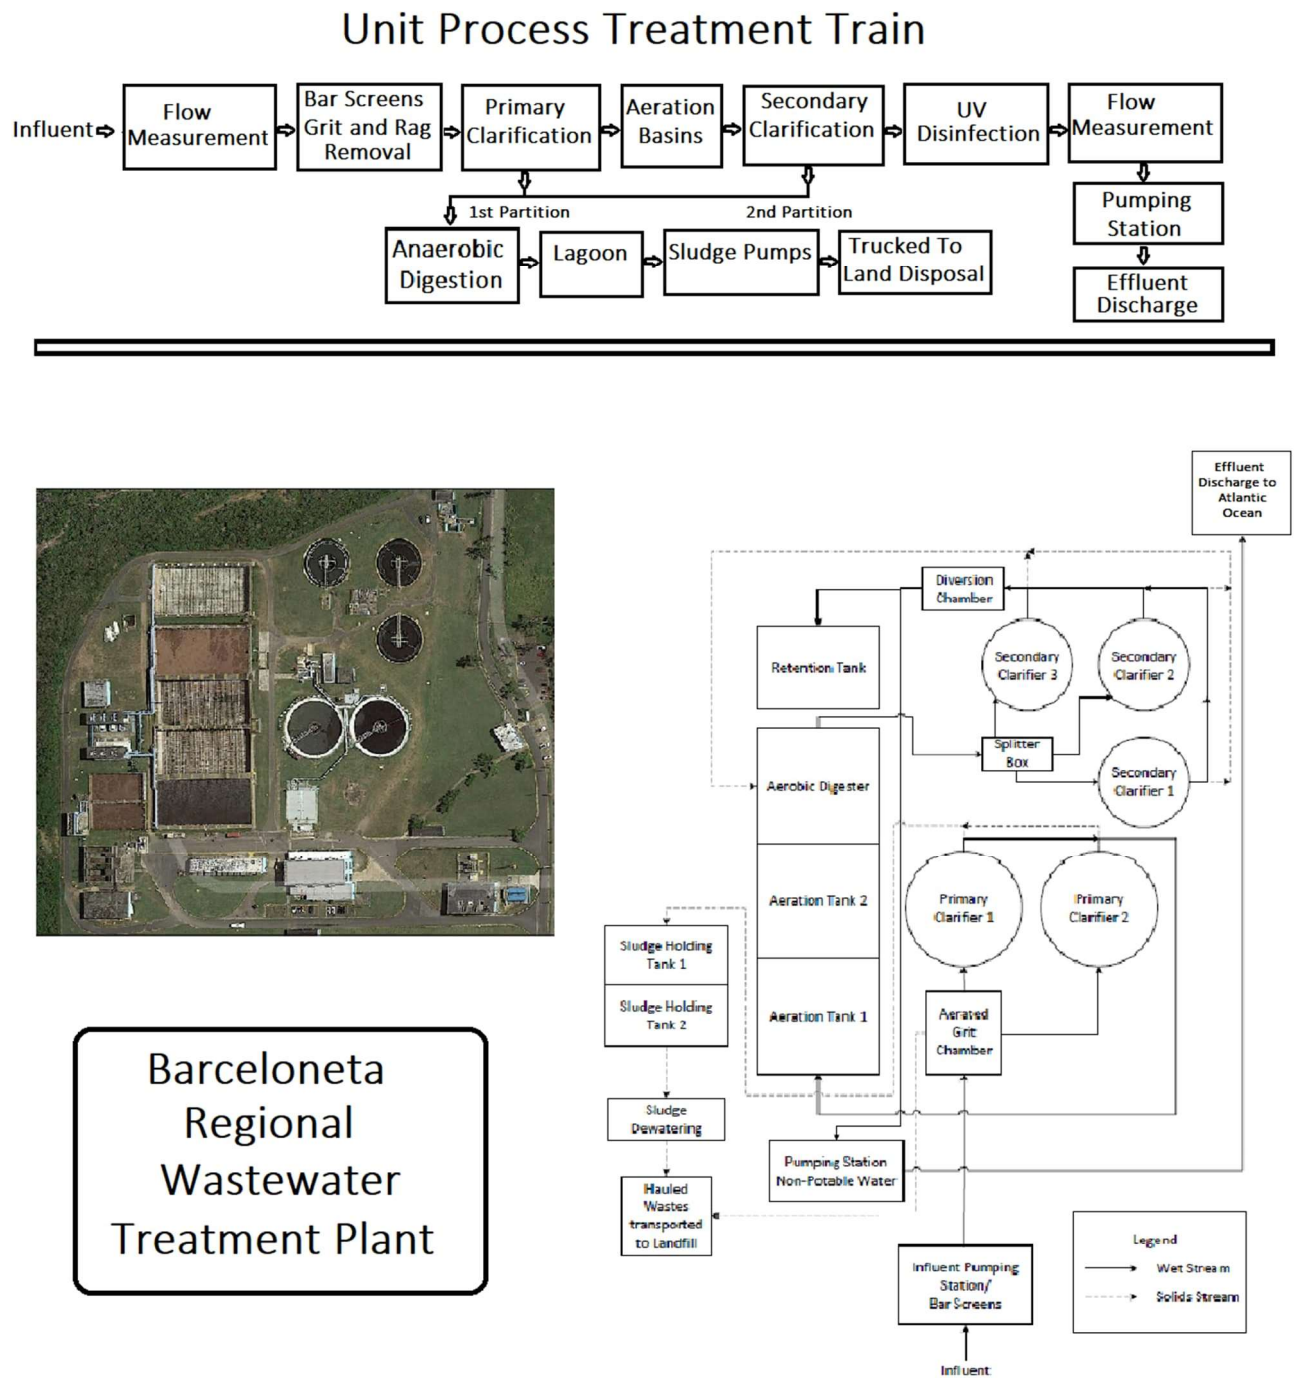 Unit Process Treatment Train
Influent
Flow
Measurement
Bar Screens
Grit and Rag
Removal
Primary
Clarification
Aeration
Basins
Secondary
Clarification
UV
Disinfection
Flow
Measurement
1st Partition
2nd Partition
Pumping
Station
Anaerobic
Digestion
Lagoon
Sludge Pumps
Trucked To
Land Disposal
Effluent
Discharge
Effluent
Discharge to
Atlantic
Ocean
Diversion
Chamber
Retention Tank
Secondary
Clarifier 3
Secondary
Clarifier 2
Splitter
Box
Aerobic Digester
Secondary
Clarifier 1
Aeration Tank 2
Primary
Clarifier 1
Primary
Clarifier 2
Sludge Holding
Tank 1
Sludge Holding
Tank 2
Aeration Tank 1
Aerated
Grit
Chamber
Sludge
Dewatering
Pumping Station
Non-Potable Water
Hauled
Wastes
transported
to Landfill
Influent Pumping
Station/
Bar Screens
Influent
Legend
Wet Stream
Solids Stream
Barceloneta
Regional
Wastewater
Treatment Plant